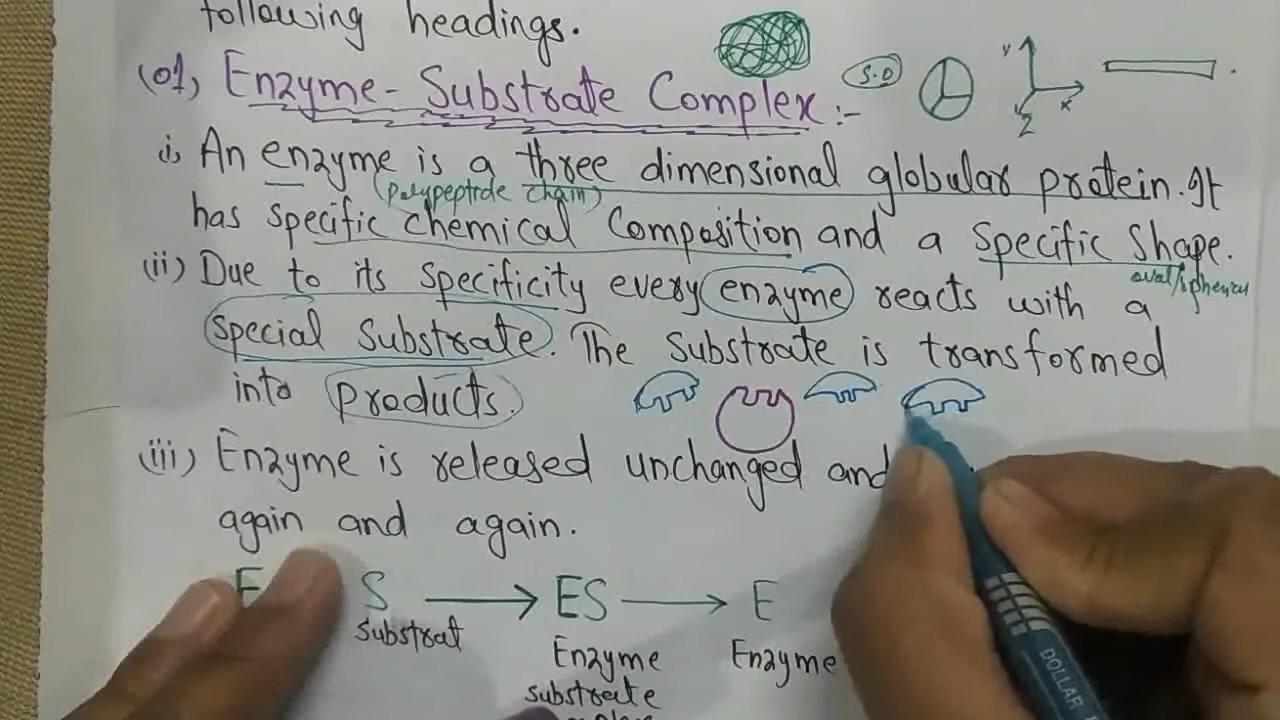 following headings.
(01) Enzyme - Substrate Complex :-
S.D
Y
X
Z
i) An enzyme is a three dimensional globular protein. It
(Polypeptide chain)
has specific chemical Composition and a specific Shape.
(ii) Due to its specificity every enzyme reacts with a
special substrate. The substrate is transformed
into products.
(iii) Enzyme is released unchanged and
again and again.
E S → ES → E
substrat
Enzyme Enzyme
substrate
DOLLAR